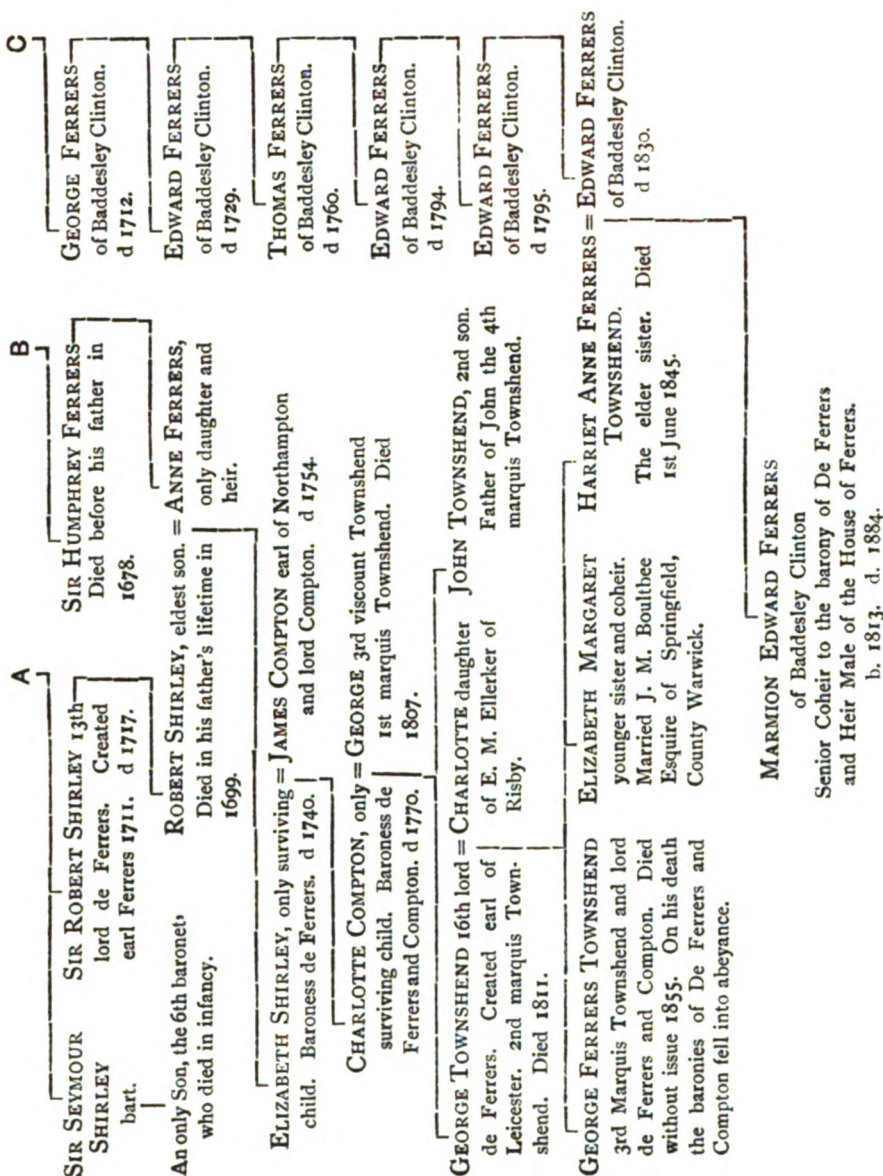 A
B
C
SIR SEYMOUR
SHIRLEY
bart.
SIR ROBERT SHIRLEY 13th
lord de Ferrers. Created
earl Ferrers 1711. d 1717.
SIR HUMPHREY FERRERS
Died before his father in
1678.
GEORGE FERRERS
of Baddesley Clinton.
d 1712.
An only Son, the 6th baronet,
who died in infancy.
ROBERT SHIRLEY, eldest son. = ANNE FERRERS,
Died in his father's lifetime in
1699.
only daughter and
heir.
EDWARD FERRERS
of Baddesley Clinton.
d 1729.
ELIZABETH SHIRLEY, only surviving = JAMES COMPTON earl of Northampton
child. Baroness de Ferrers. d 1740.
and lord Compton. d 1754.
THOMAS FERRERS
of Baddesley Clinton.
d 1760.
CHARLOTTE COMPTON, only = GEORGE 3rd viscount Townshend
surviving child. Baroness de
Ferrers and Compton. d 1770.
1st marquis Townshend. Died
1807.
EDWARD FERRERS
of Baddesley Clinton.
d 1794.
GEORGE TOWNSHEND 16th lord = CHARLOTTE daughter
de Ferrers. Created earl of
Leicester. 2nd marquis Town-
shend. Died 1811.
of E. M. Ellerker of
Risby.
JOHN TOWNSHEND, 2nd son.
Father of John the 4th
marquis Townshend.
EDWARD FERRERS
of Baddesley Clinton.
d 1795.
GEORGE FERRERS TOWNSHEND
3rd Marquis Townshend and lord
de Ferrers and Compton. Died
without issue 1855. On his death
the baronies of De Ferrers and
Compton fell into abeyance.
ELIZABETH MARGARET
younger sister and coheir.
Married J. M. Boultbee
Esquire of Springfield,
County Warwick.
HARRIET ANNE FERRERS = EDWARD FERRERS
TOWNSHEND.
The elder sister. Died
1st June 1845.
of Baddesley Clinton.
d 1830.
MARMION EDWARD FERRERS
of Baddesley Clinton
Senior Coheir to the barony of De Ferrers
and Heir Male of the House of Ferrers.
b. 1813. d. 1884.